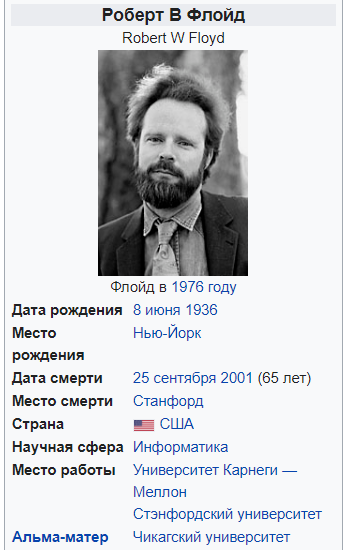 Роберт В Флойд
Robert W Floyd
Флойд в 1976 году
Дата рождения 8 июня 1936
Место рождения Нью-Йорк
Дата смерти 25 сентября 2001 (65 лет)
Место смерти Станфорд
Страна США
Научная сфера Информатика
Место работы Университет Карнеги —
Меллон
Стэнфордский университет
Альма-матер Чикагский университет